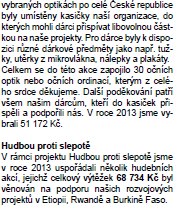 vybraných optikách po celé České republice
byly umístěny kasičky naší organizace, do
kterých mohli dárci přispívat libovolnou část-
kou na naše projekty. Pro dárce byly k dispo-
zici různé dárkové předměty jako např. tuž-
ky, utěrky z mikrovlákna, nálepky a plakáty.
Celkem se do této akce zapojilo 30 očních
optik nebo očních ordinací, kterým z celé-
ho srdce děkujeme. Další poděkování patří
všem našim dárcům, kteří do kasiček při-
spěli a podpořili nás. V roce 2013 jsme vy-
brali 51 172 Kč.
Hudbou proti slepotě
V rámci projektu Hudbou proti slepotě jsme
v roce 2013 uspořádali několik hudebních
akcí, jejichž celkový výtěžek 68 734 Kč byl
věnován na podporu našich rozvojových
projektů v Etiopii, Rwandě a Burkině Faso.